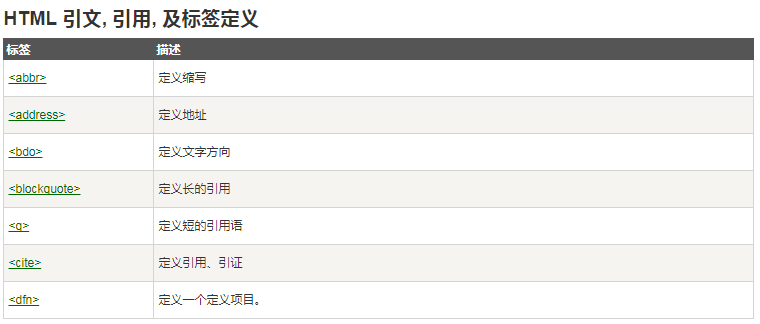 HTML 引文, 引用, 及标签定义
标签 描述
<abbr> 定义缩写
<address> 定义地址
<bdo> 定义文字方向
<blockquote> 定义长的引用
<q> 定义短的引用语
<cite> 定义引用、引证
<dfn> 定义一个定义项目。